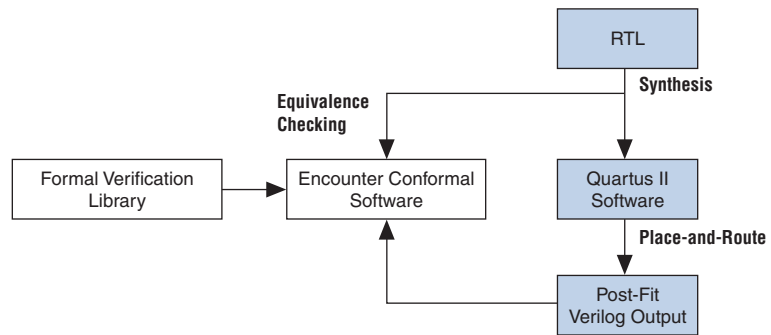 RTL
Synthesis
Equivalence
Checking
Formal Verification
Library
Encounter Conformal
Software
Quartus II
Software
Place-and-Route
Post-Fit
Verilog Output